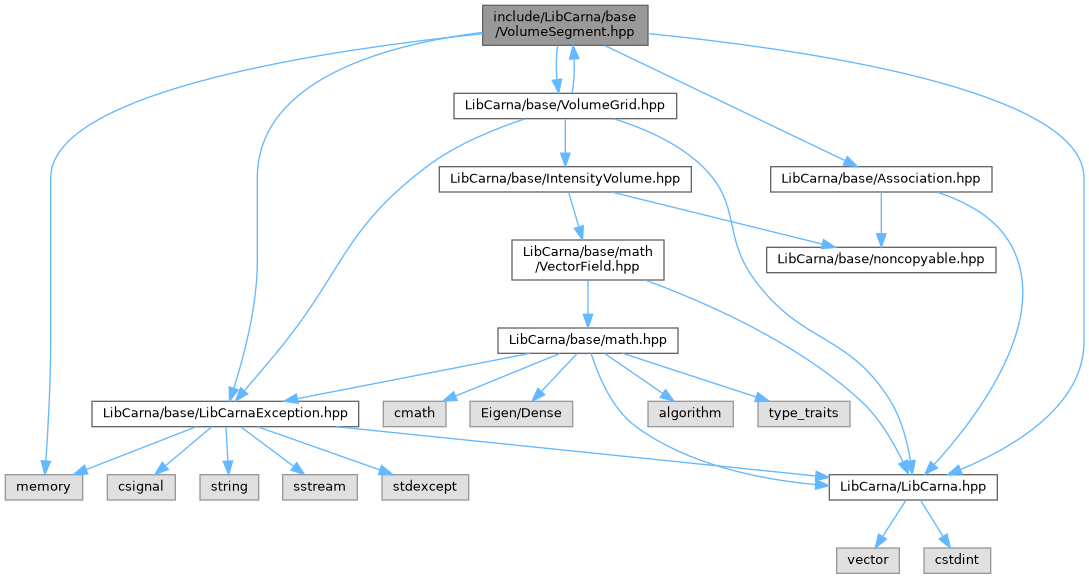 include/LibCarna/base
/VolumeSegment.hpp
LibCarna/base/VolumeGrid.hpp
LibCarna/base/IntensityVolume.hpp
LibCarna/base/Association.hpp
LibCarna/base/math
/VectorField.hpp
LibCarna/base/noncopyable.hpp
LibCarna/base/math.hpp
LibCarna/base/LibCarnaException.hpp
cmath
Eigen/Dense
algorithm
type_traits
memory
csignal
string
sstream
stdexcept
LibCarna/LibCarna.hpp
vector
cstdint